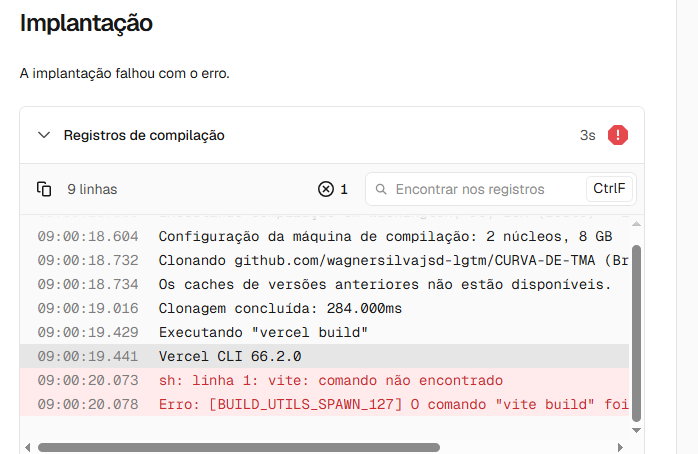 Implantação
A implantação falhou com o erro.
Registros de compilação 3s
9 linhas 1 Encontrar nos registros CtrlF
09:00:18.604 Configuração da máquina de compilação: 2 núcleos, 8 GB
09:00:18.732 Clonando github.com/wagnersilvajsd-lgtm/CURVA-DE-TMA (Br
09:00:18.734 Os caches de versões anteriores não estão disponíveis.
09:00:19.016 Clonagem concluída: 284.000ms
09:00:19.429 Executando "vercel build"
09:00:19.441 Vercel CLI 66.2.0
09:00:20.073 sh: linha 1: vite: comando não encontrado
09:00:20.078 Erro: [BUILD_UTILS_SPAWN_127] O comando "vite build" foi